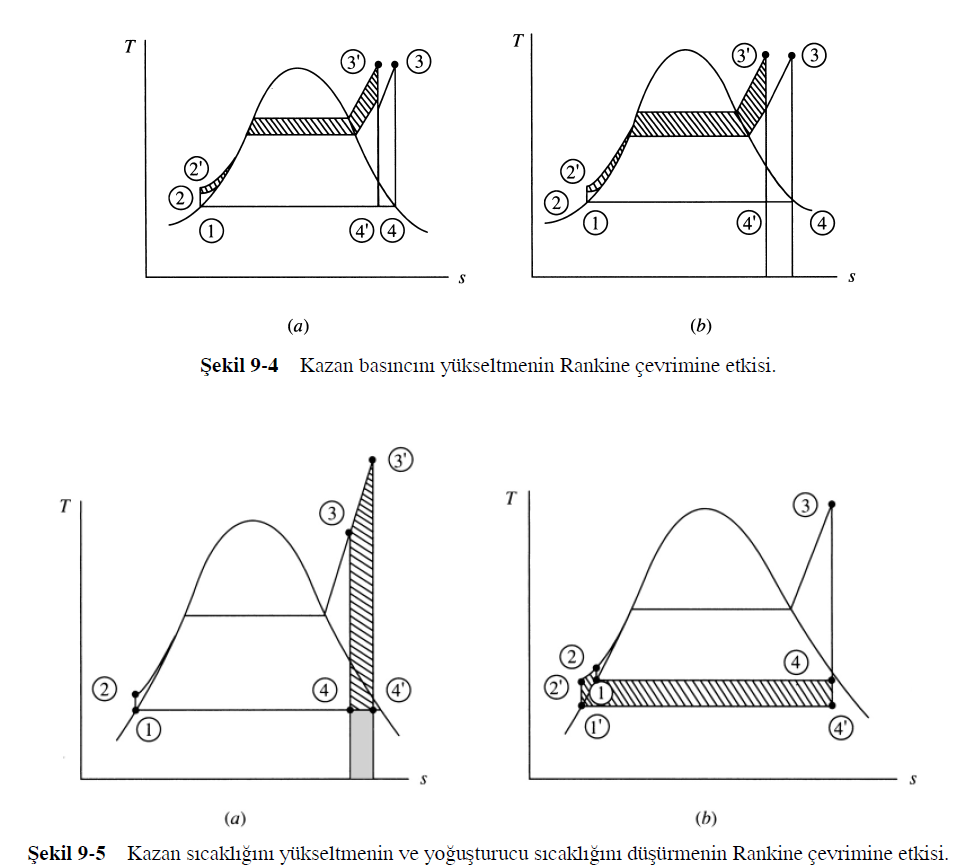 T
3'
3
2'
2
1
4'
4
s
(a)
T
3'
3
2'
2
1
4'
4
s
(b)
Şekil 9-4 Kazan basıncını yükseltmenin Rankine çevrimine etkisi.
T
3'
3
2
4
4'
1
s
(a)
T
3
2
4
2'
1
1'
4'
s
(b)
Şekil 9-5 Kazan sıcaklığını yükseltmenin ve yoğuşturucu sıcaklığını düşürmenin Rankine çevrimine etkisi.